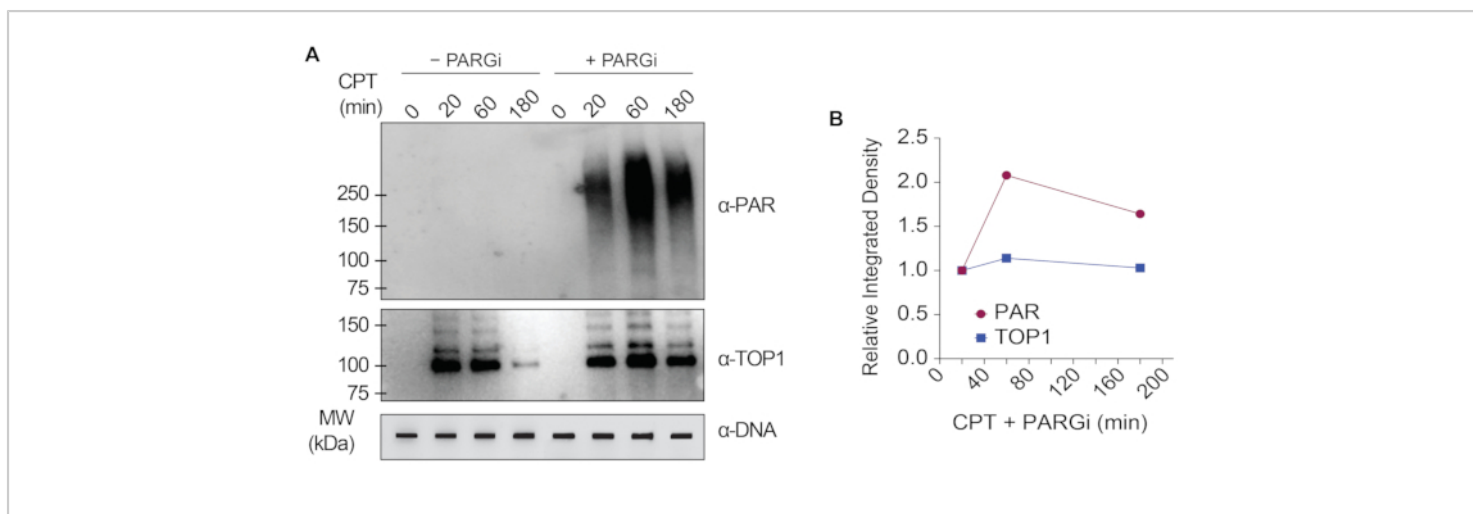 A
− PARGi + PARGi
CPT (min) 0 20 60 180 0 20 60 180
250
150
100
75
α-PAR
150
100
75
α-TOP1
MW (kDa)
α-DNA
B
Relative Integrated Density
2.5
2.0
1.5
1.0
0.5
0.0
PAR
TOP1
0 40 80 120 160 200
CPT + PARGi (min)